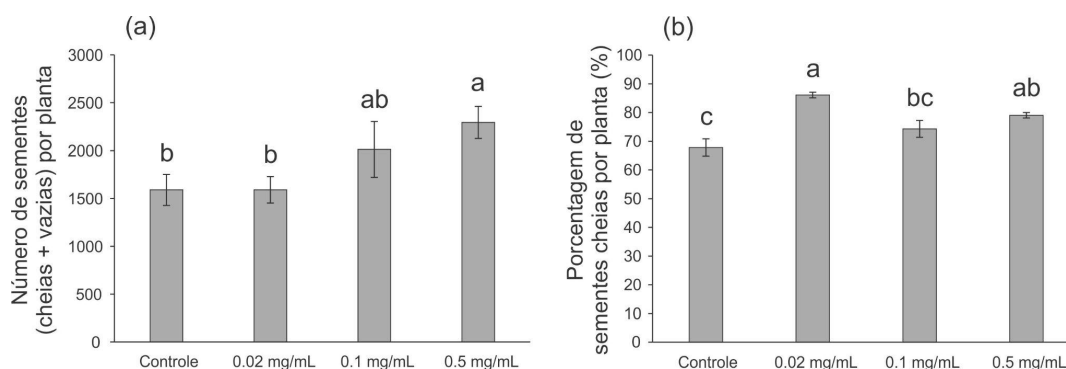 (a)
Número de sementes
(cheias + vazias) por planta
3000
2500
2000
1500
1000
500
0
b
b
ab
a
Controle
0.02 mg/mL
0.1 mg/mL
0.5 mg/mL
(b)
Porcentagem de
sementes cheias por planta (%)
100
90
80
70
60
50
40
30
20
10
0
c
a
bc
ab
Controle
0.02 mg/mL
0.1 mg/mL
0.5 mg/mL